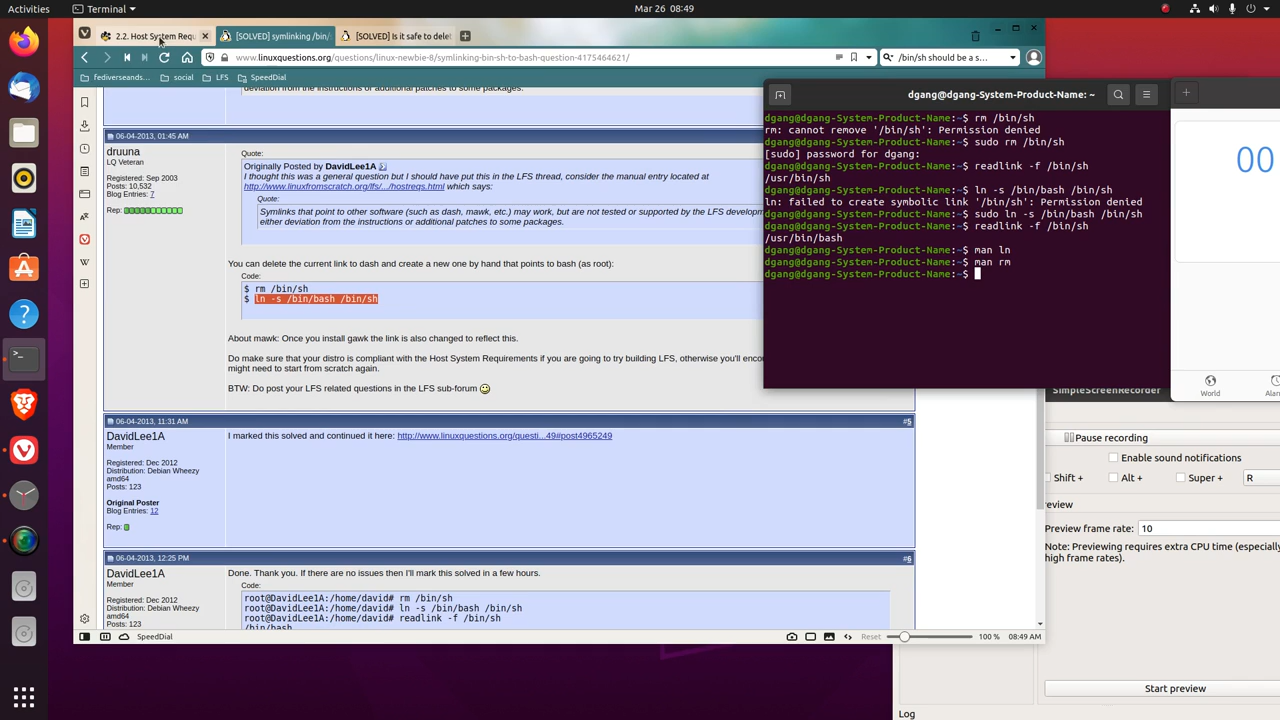 Activities
Terminal
Mar 26 08:49
2.2. Host System Requ
[SOLVED] symlinking /bin/
[SOLVED] Is it safe to delet
www.linuxquestions.org/questions/linux-newbie-8/symlinking-bin-sh-to-bash-question-4175464621/
/bin/sh should be a s...
fediverseands...
social
LFS
SpeedDial
deviation from the instructions or additional patches to some packages.
06-04-2013, 01:45 AM
druuna
LQ Veteran
Registered: Sep 2003
Posts: 10,532
Blog Entries: 7
Rep:
Quote:
Originally Posted by DavidLee1A
I thought this was a general question but I should have put this in the LFS thread, consider the manual entry located at
http://www.linuxfromscratch.org/lfs/.../hostreqs.html which says:
Quote:
Symlinks that point to other software (such as dash, mawk, etc.) may work, but are not tested or supported by the LFS develop
either deviation from the instructions or additional patches to some packages.
You can delete the current link to dash and create a new one by hand that points to bash (as root):
Code:
$ rm /bin/sh
$ ln -s /bin/bash /bin/sh
About mawk: Once you install gawk the link is also changed to reflect this.
Do make sure that your distro is compliant with the Host System Requirements if you are going to try building LFS, otherwise you'll enco
might need to start from scratch again.
BTW: Do post your LFS related questions in the LFS sub-forum
06-04-2013, 11:31 AM
#5
DavidLee1A
Member
Registered: Dec 2012
Distribution: Debian Wheezy
amd64
Posts: 123
Original Poster
Blog Entries: 12
Rep:
I marked this solved and continued it here: http://www.linuxquestions.org/questi...49#post4965249
06-04-2013, 12:25 PM
#6
DavidLee1A
Member
Registered: Dec 2012
Distribution: Debian Wheezy
amd64
Posts: 123
Done. Thank you. If there are no issues then I'll mark this solved in a few hours.
Code:
root@DavidLee1A:/home/david# rm /bin/sh
root@DavidLee1A:/home/david# ln -s /bin/bash /bin/sh
root@DavidLee1A:/home/david# readlink -f /bin/sh
/bin/bash
SpeedDial
Reset
100 %
08:49 AM
dgang@dgang-System-Product-Name: ~
dgang@dgang-System-Product-Name:~$ rm /bin/sh
rm: cannot remove '/bin/sh': Permission denied
dgang@dgang-System-Product-Name:~$ sudo rm /bin/sh
[sudo] password for dgang:
dgang@dgang-System-Product-Name:~$ readlink -f /bin/sh
/usr/bin/sh
dgang@dgang-System-Product-Name:~$ ln -s /bin/bash /bin/sh
ln: failed to create symbolic link '/bin/sh': Permission denied
dgang@dgang-System-Product-Name:~$ sudo ln -s /bin/bash /bin/sh
dgang@dgang-System-Product-Name:~$ readlink -f /bin/sh
/usr/bin/bash
dgang@dgang-System-Product-Name:~$ man ln
dgang@dgang-System-Product-Name:~$ man rm
dgang@dgang-System-Product-Name:~$
00
World
Alar
SimpleScreenRecorder
Pause recording
Enable sound notifications
Shift +
Alt +
Super +
R
review
Preview frame rate:
10
Note: Previewing requires extra CPU time (especially
high frame rates).
Start preview
Log